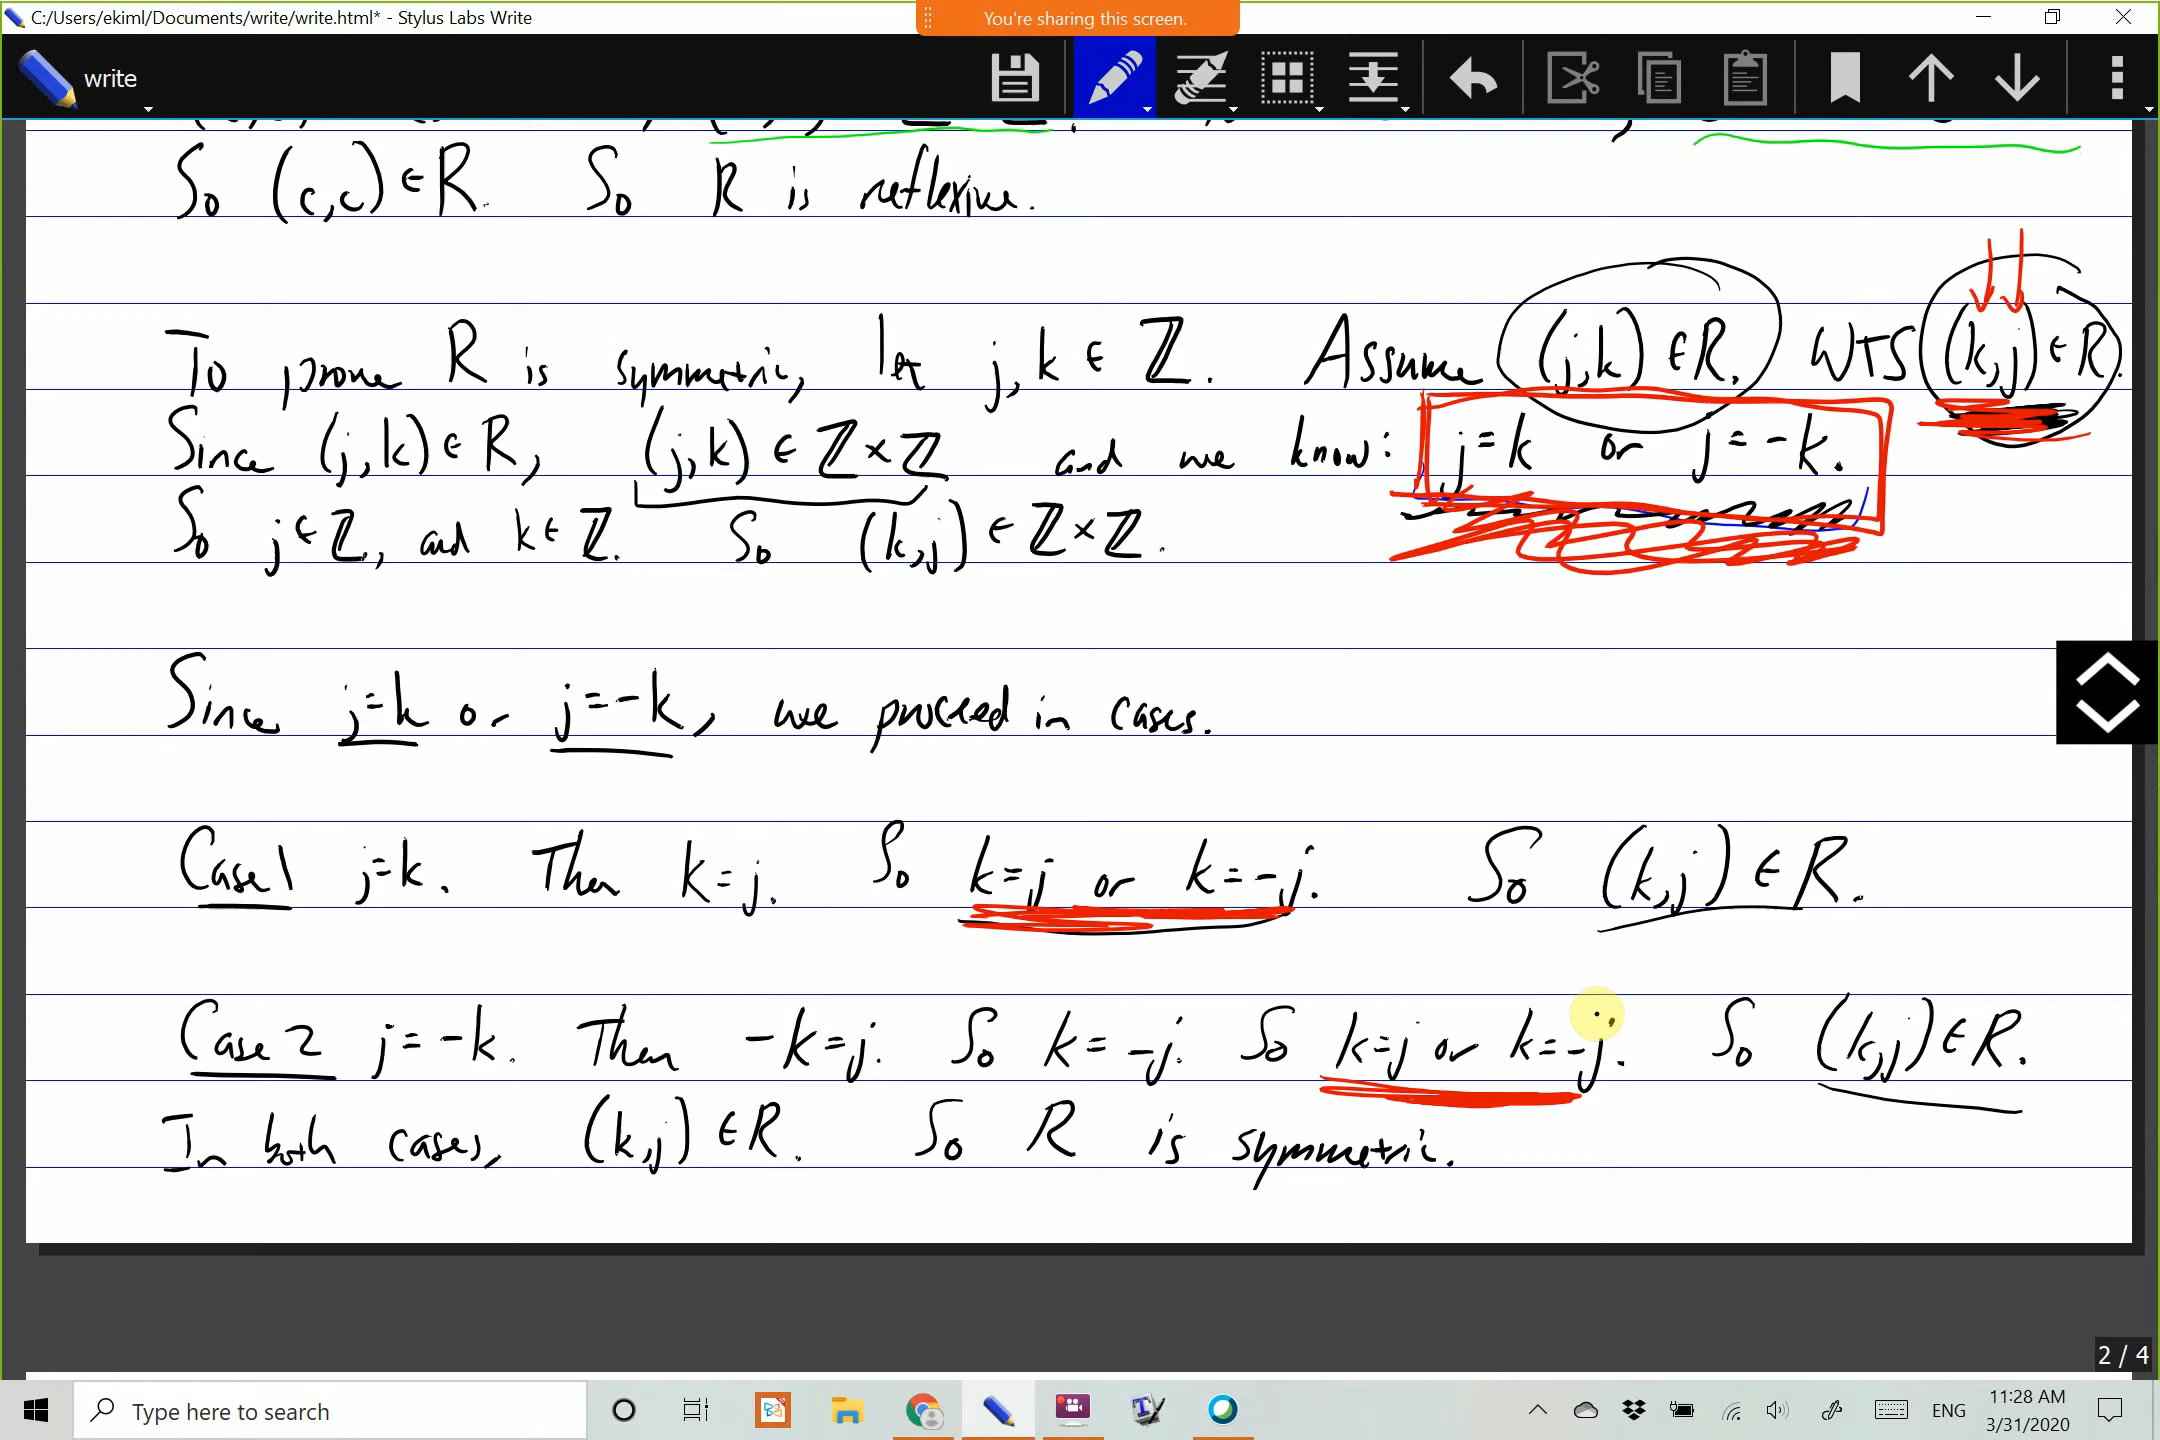 C:/Users/ekiml/Documents/write/write.html* - Stylus Labs Write
You're sharing this screen.
write
So (c,c) ∈ R. So R is reflexive.
To prove R is symmetric, let j, k ∈ ℤ. Assume (j,k) ∈ R. WTS (k,j) ∈ R.
Since (j,k) ∈ R, (j,k) ∈ ℤ × ℤ and we know: j = k or j = -k.
So j ∈ ℤ, and k ∈ ℤ. So (k,j) ∈ ℤ × ℤ.
Since j=k or j=-k, we proceed in cases.
Case 1 j=k. Then k=j. So k=j or k=-j. So (k,j) ∈ R.
Case 2 j=-k. Then -k=j. So k=-j. So k=j or k=-j. So (k,j) ∈ R.
In both cases, (k,j) ∈ R. So R is symmetric.
2 / 4
Type here to search
ENG
11:28 AM
3/31/2020